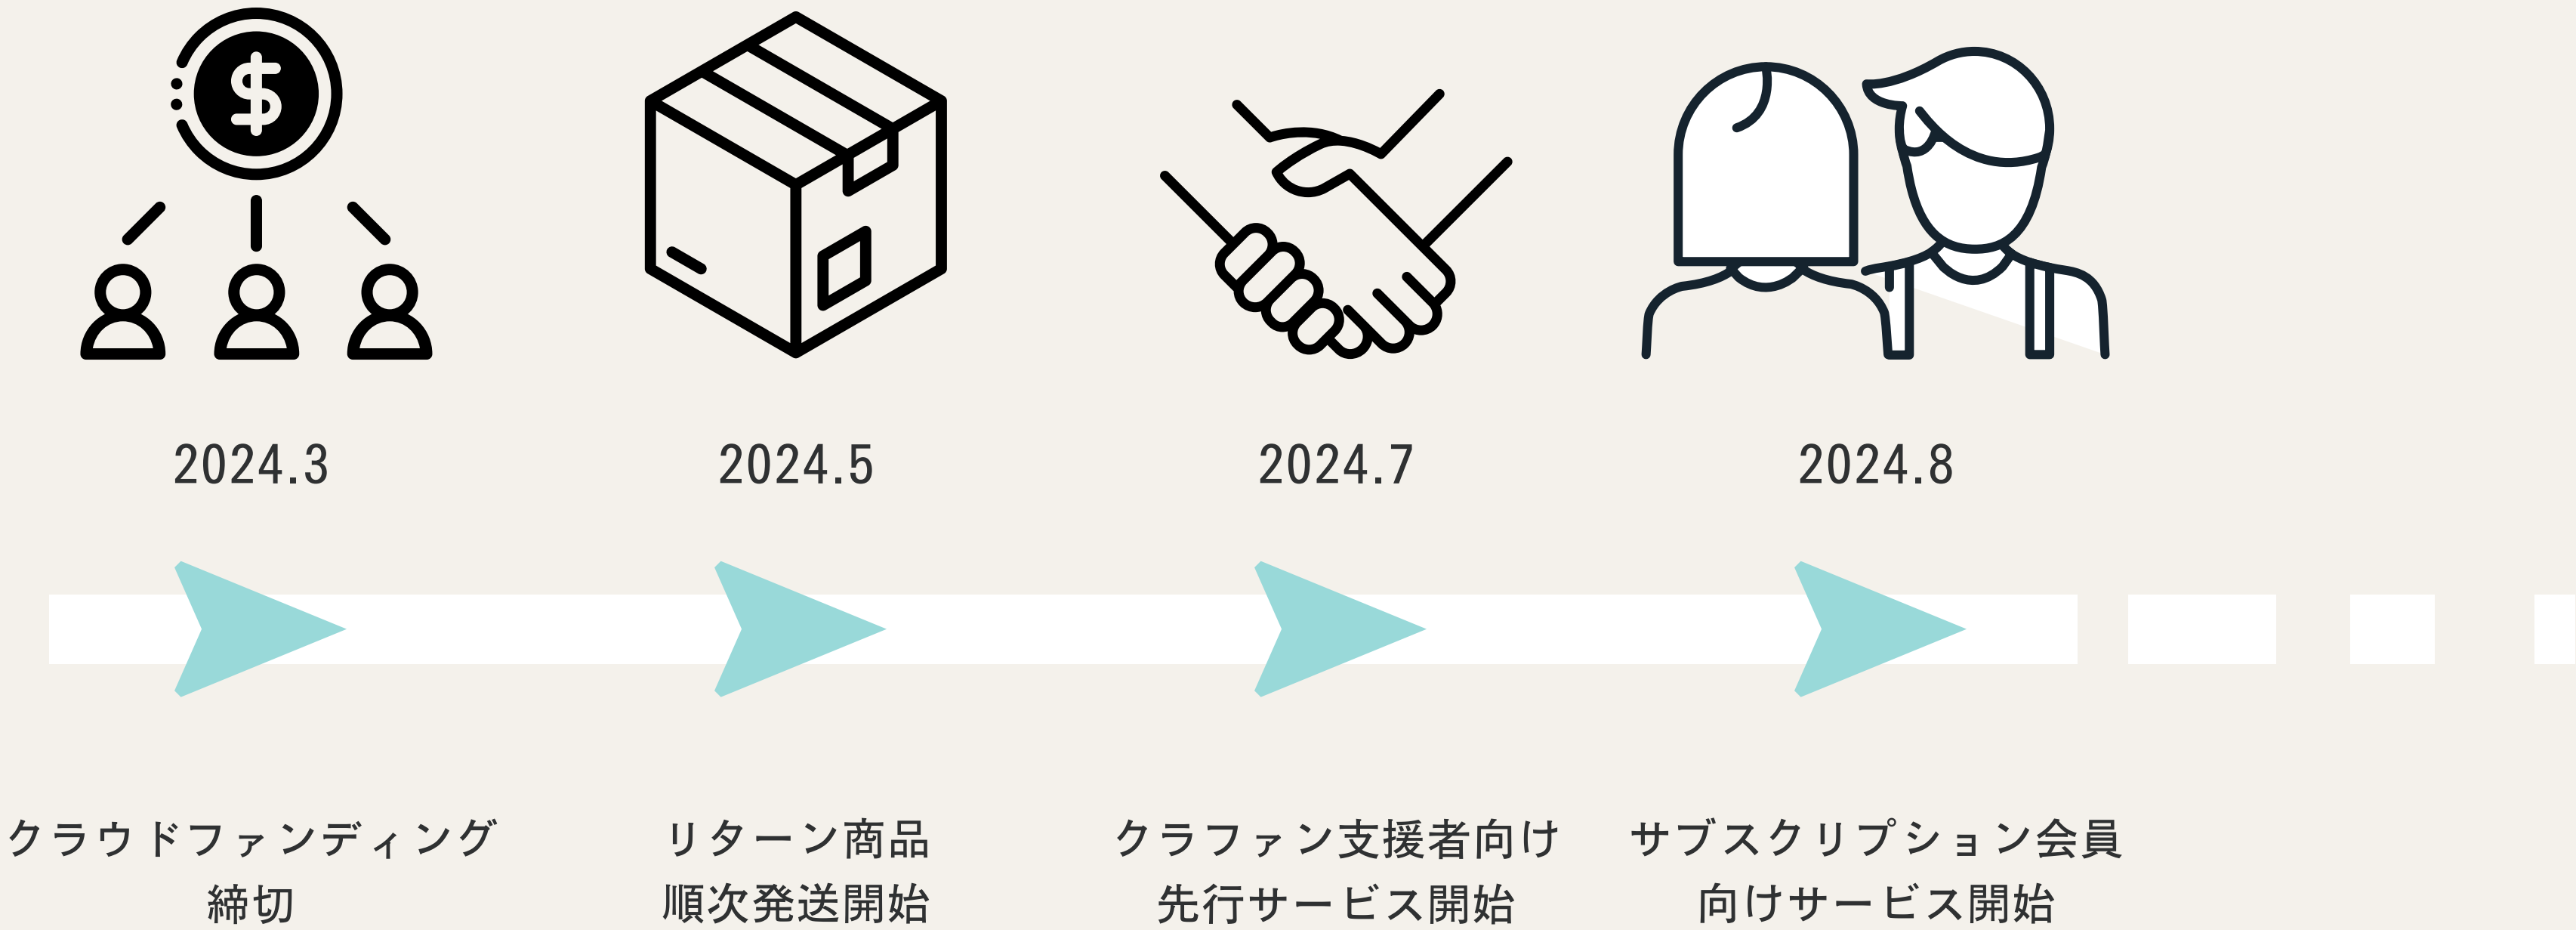 $
2024.3
2024.5
2024.7
2024.8
クラウドファンディング
締切
リターン商品
順次発送開始
クラファン支援者向け
先行サービス開始
サブスクリプション会員
向けサービス開始